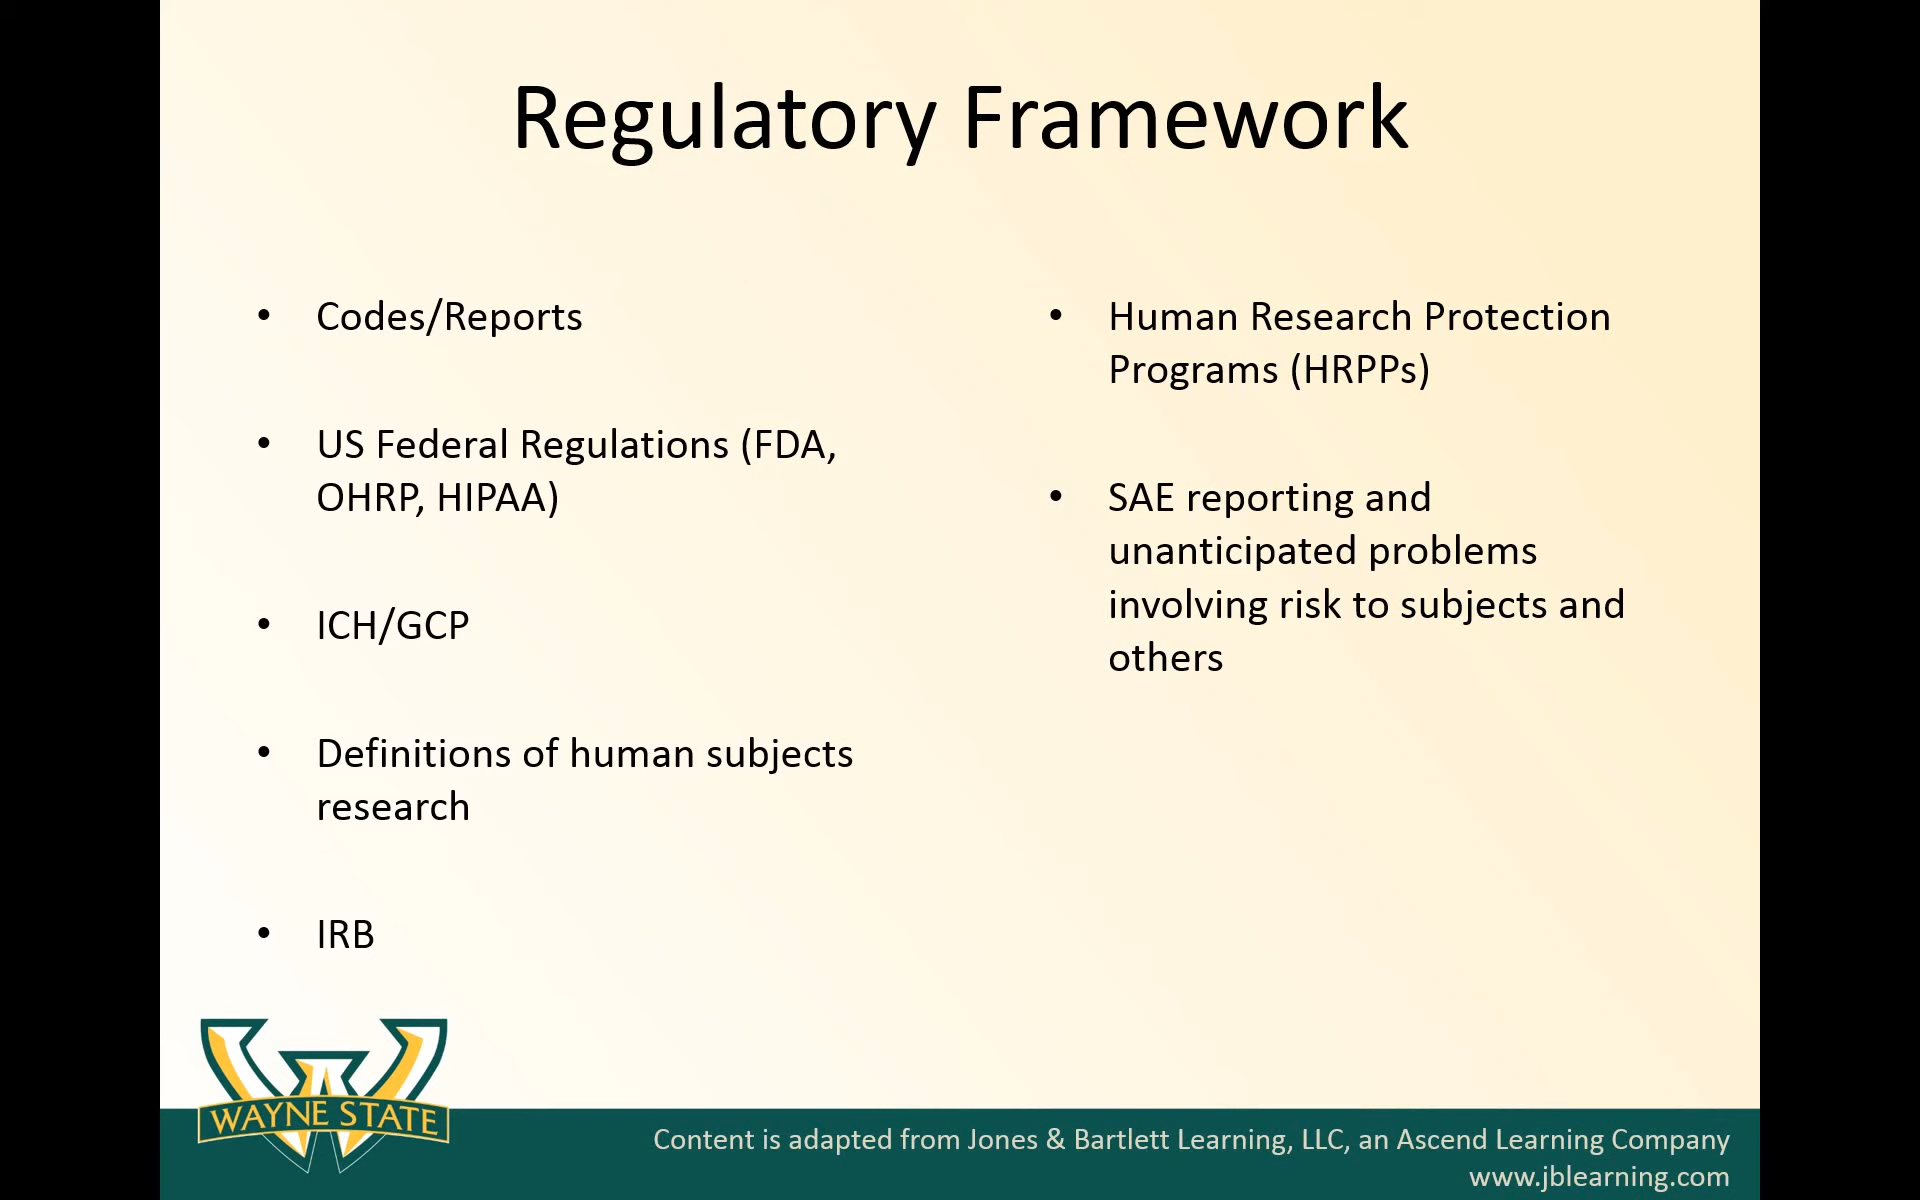 Regulatory Framework
• Codes/Reports
• US Federal Regulations (FDA,
OHRP, HIPAA)
• ICH/GCP
• Definitions of human subjects
research
• IRB
• Human Research Protection
Programs (HRPPs)
• SAE reporting and
unanticipated problems
involving risk to subjects and
others
WAYNE STATE
Content is adapted from Jones & Bartlett Learning, LLC, an Ascend Learning Company
www.jblearning.com